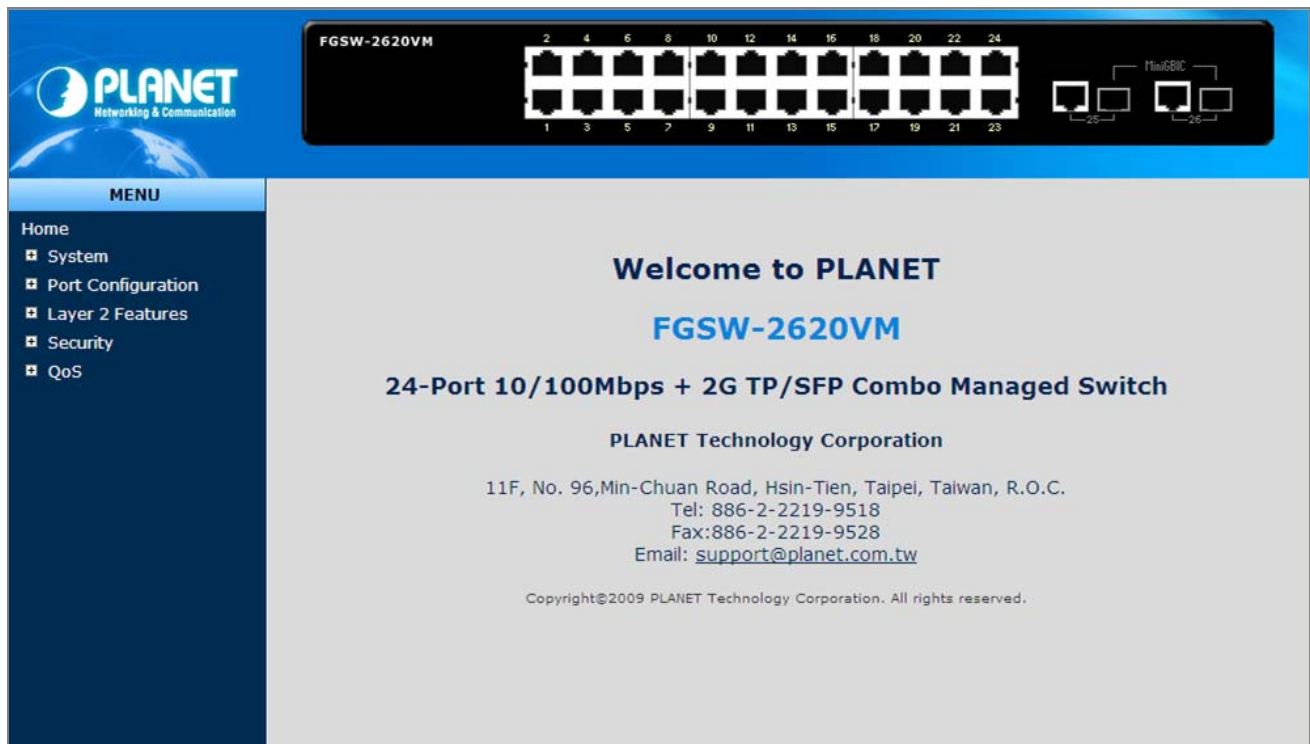 PLANET
Networking & Communication
FGSW-2620VM
2 4 6 8 10 12 14 16 18 20 22 24
1 3 5 7 9 11 13 15 17 19 21 23
MiniGBIC
25 26
MENU
Home
System
Port Configuration
Layer 2 Features
Security
QoS
Welcome to PLANET
FGSW-2620VM
24-Port 10/100Mbps + 2G TP/SFP Combo Managed Switch
PLANET Technology Corporation
11F, No. 96,Min-Chuan Road, Hsin-Tien, Taipei, Taiwan, R.O.C.
Tel: 886-2-2219-9518
Fax:886-2-2219-9528
Email: support@planet.com.tw
Copyright©2009 PLANET Technology Corporation. All rights reserved.